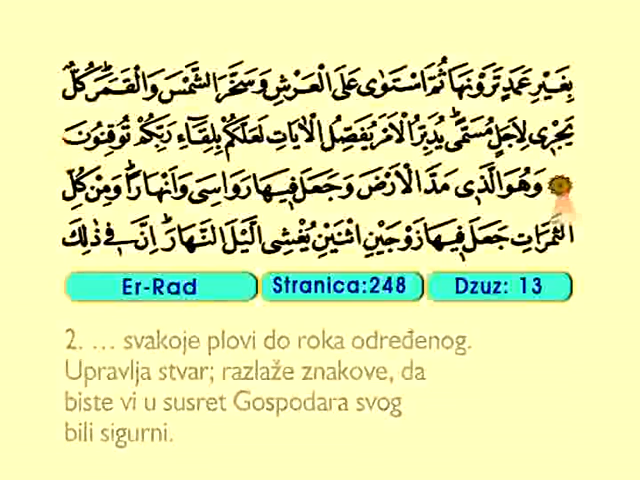 بِغَيْرِ عَمَدٍ تَرَوْنَهَا ثُمَّ اسْتَوٰى عَلَى الْعَرْشِ وَسَخَّرَ الشَّمْسَ وَالْقَمَرَۜ كُلٌّ
يَجْرٖى لِاَجَلٍ مُسَمًّىۜ يُدَبِّرُ الْاَمْرَ يُفَصِّلُ الْاٰيَاتِ لَعَلَّكُمْ بِلِقَٓاءِ رَبِّكُمْ تُوقِنُونَ
وَهُوَ الَّذٖى مَدَّ الْاَرْضَ وَجَعَلَ فٖيهَا رَوَاسِىَ وَاَنْهَارًاۜ وَمِنْ كُلِّ
الثَّمَرَاتِ جَعَلَ فٖيهَا زَوْجَيْنِ اثْنَيْنِ يُغْشِى الَّيْلَ النَّهَارَۜ اِنَّ فٖى ذٰلِكَ
Er-Rad Stranica:248 Dzuz: 13
2. … svakoje plovi do roka određenog.
Upravlja stvar; razlaže znakove, da
biste vi u susret Gospodara svog
bili sigurni.